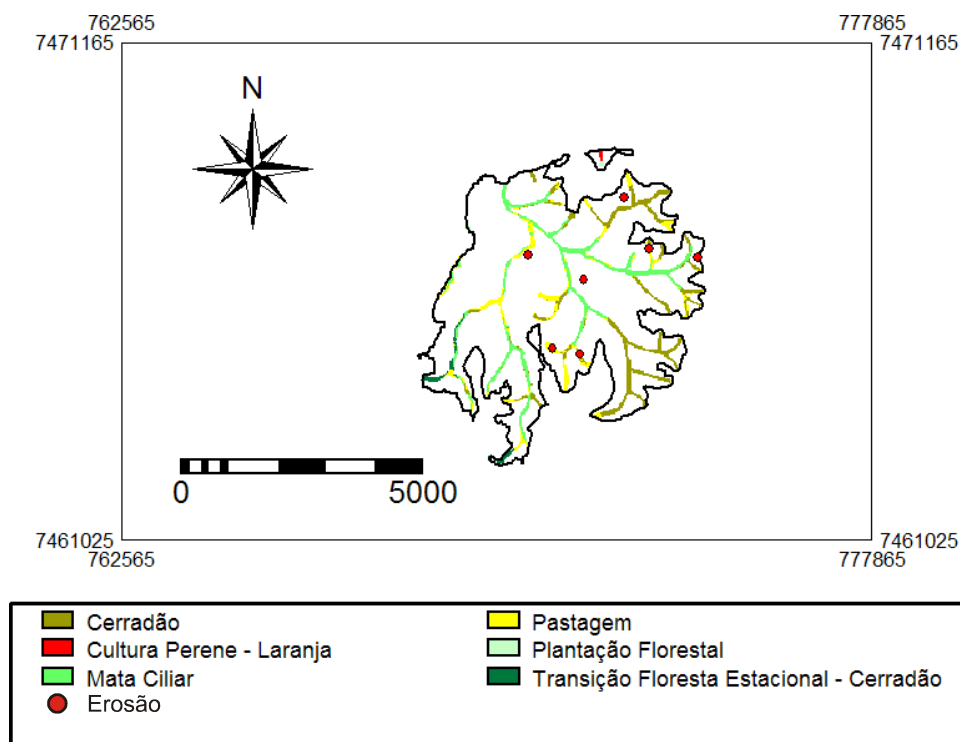 762565 777865
7471165 7471165
N
0 5000
7461025 7461025
762565 777865
Cerradão Pastagem
Cultura Perene - Laranja Plantação Florestal
Mata Ciliar Transição Floresta Estacional - Cerradão
Erosão